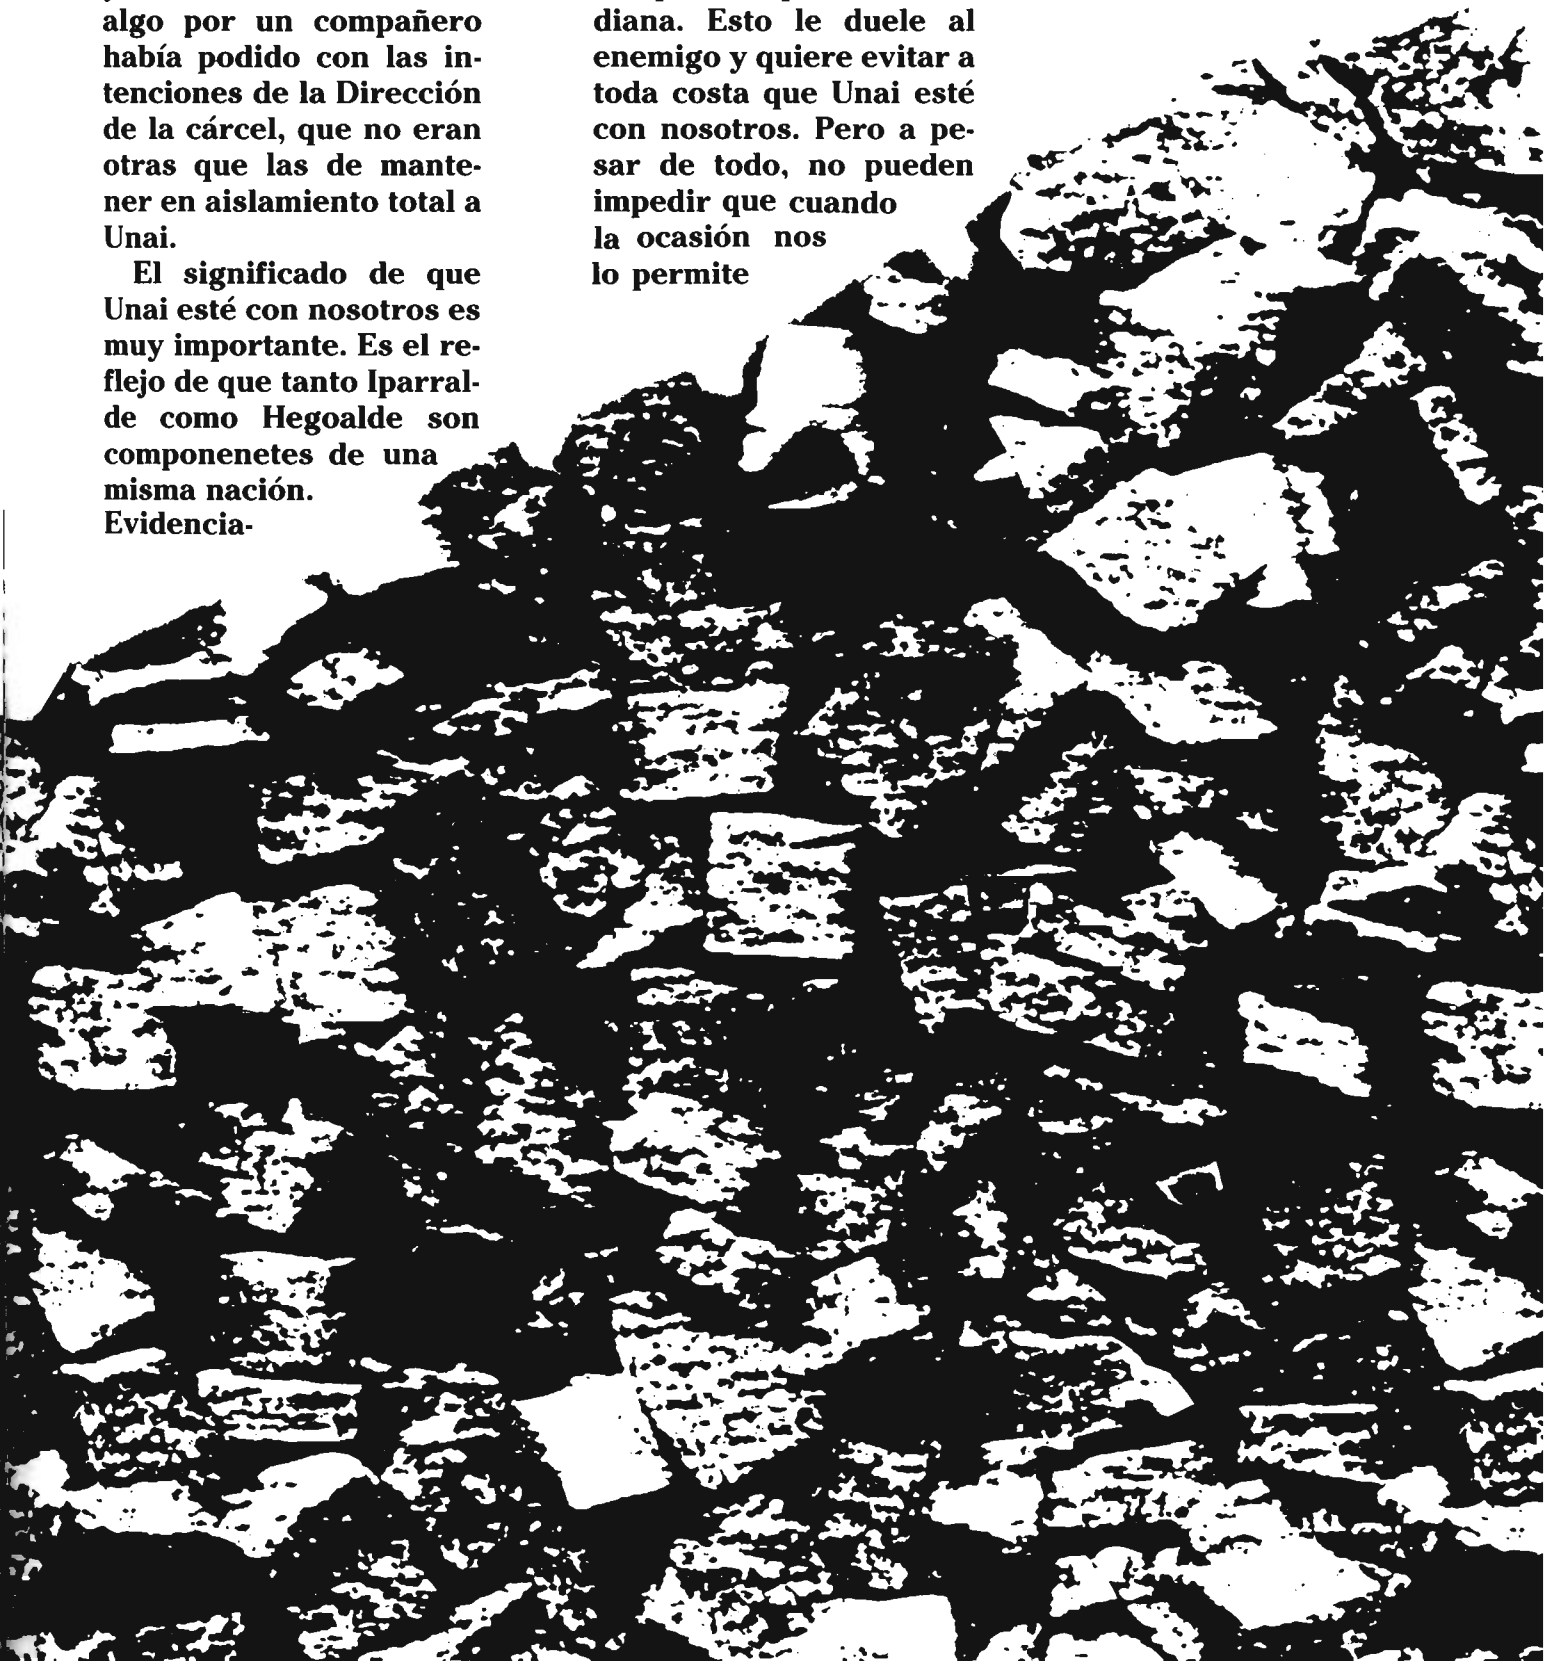 algo por un compañero
había podido con las in-
tenciones de la Dirección
de la cárcel, que no eran
otras que las de mante-
ner en aislamiento total a
Unai.
El significado de que
Unai esté con nosotros es
muy importante. Es el re-
flejo de que tanto Iparral-
de como Hegoalde son
componenetes de una
misma nación.
Evidencia-
diana. Esto le duele al
enemigo y quiere evitar a
toda costa que Unai esté
con nosotros. Pero a pe-
sar de todo, no pueden
impedir que cuando
la ocasión nos
lo permite